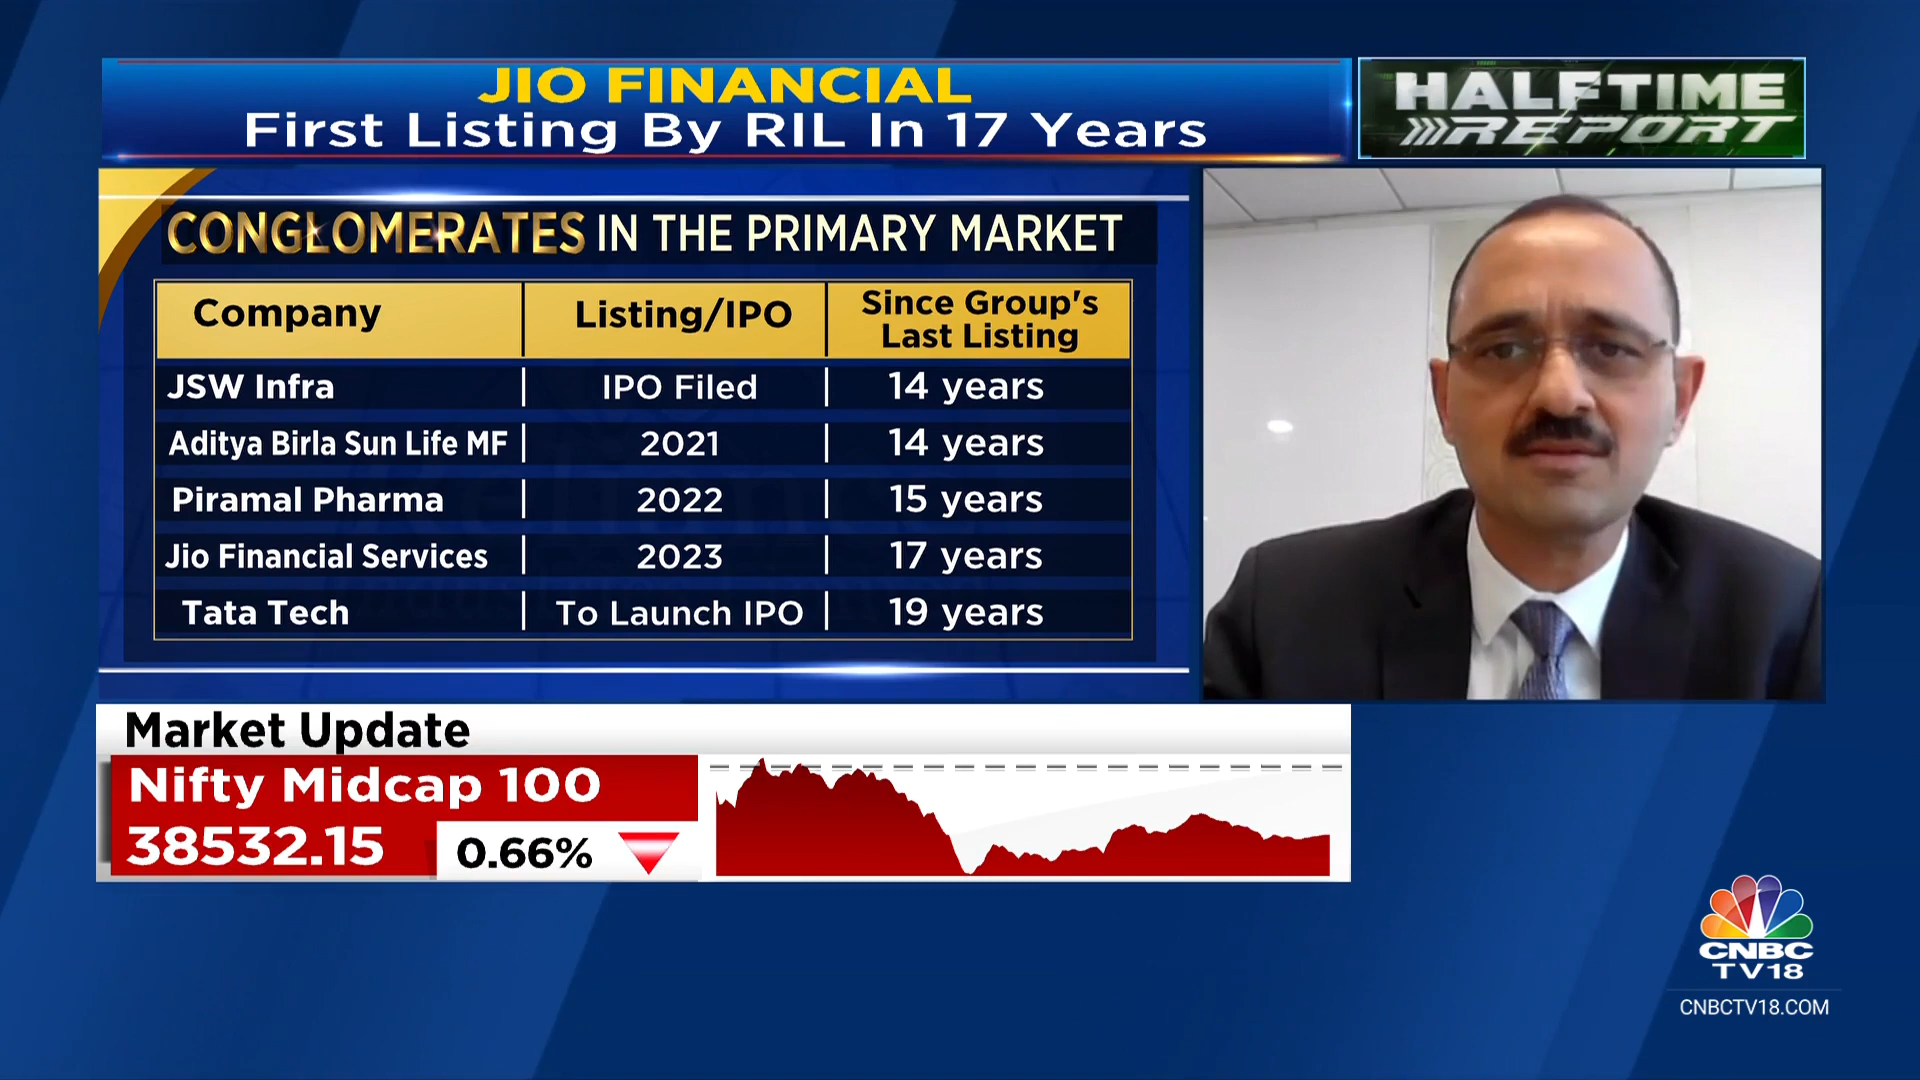 JIO FINANCIAL
First Listing By RIL In 17 Years
HALFTIME
REPORT
CONGLOMERATES IN THE PRIMARY MARKET
Company Listing/IPO Since Group's Last Listing
JSW Infra IPO Filed 14 years
Aditya Birla Sun Life MF 2021 14 years
Piramal Pharma 2022 15 years
Jio Financial Services 2023 17 years
Tata Tech To Launch IPO 19 years
Market Update
Nifty Midcap 100
38532.15 0.66%
CNBC
TV18
CNBCTV18.COM